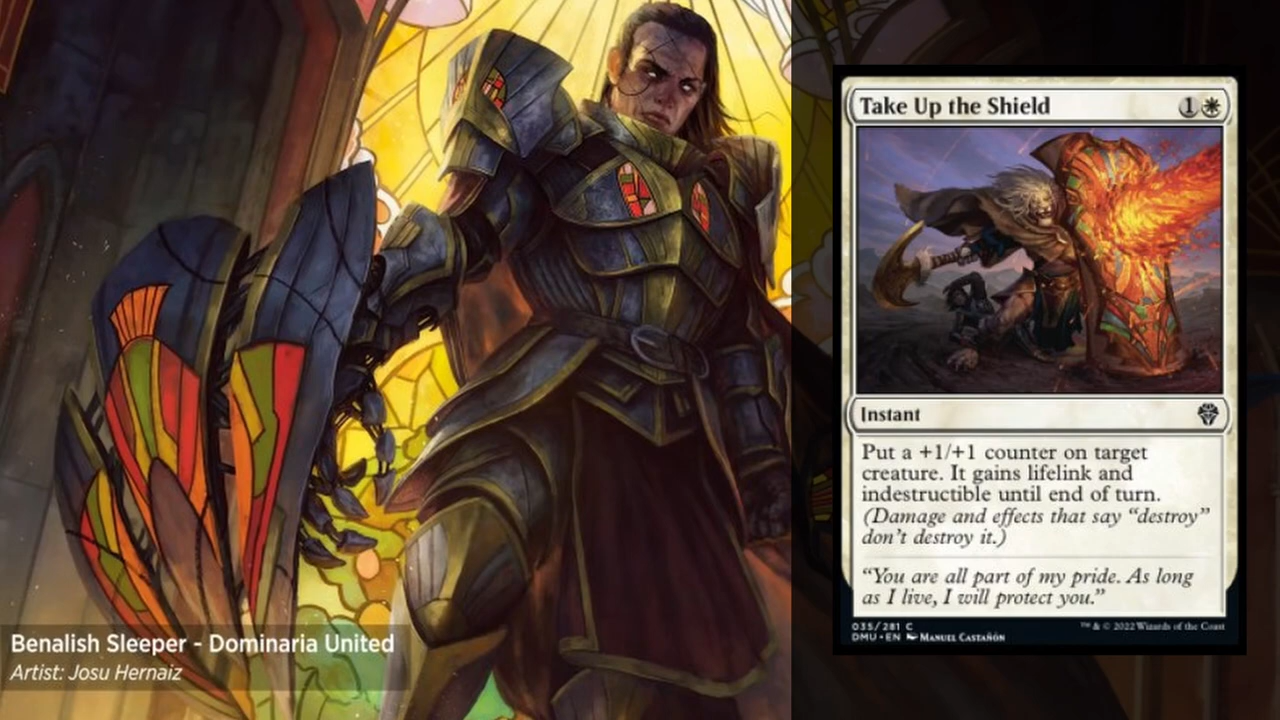 Take Up the Shield
1
Instant
Put a +1/+1 counter on target
creature. It gains lifelink and
indestructible until end of turn.
(Damage and effects that say “destroy”
don’t destroy it.)
“You are all part of my pride. As long
as I live, I will protect you.”
035/281 C
DMU • EN MANUEL CASTAÑÓN
™ & © 2022 Wizards of the Coast
Benalish Sleeper - Dominaria United
Artist: Josu Hernaiz